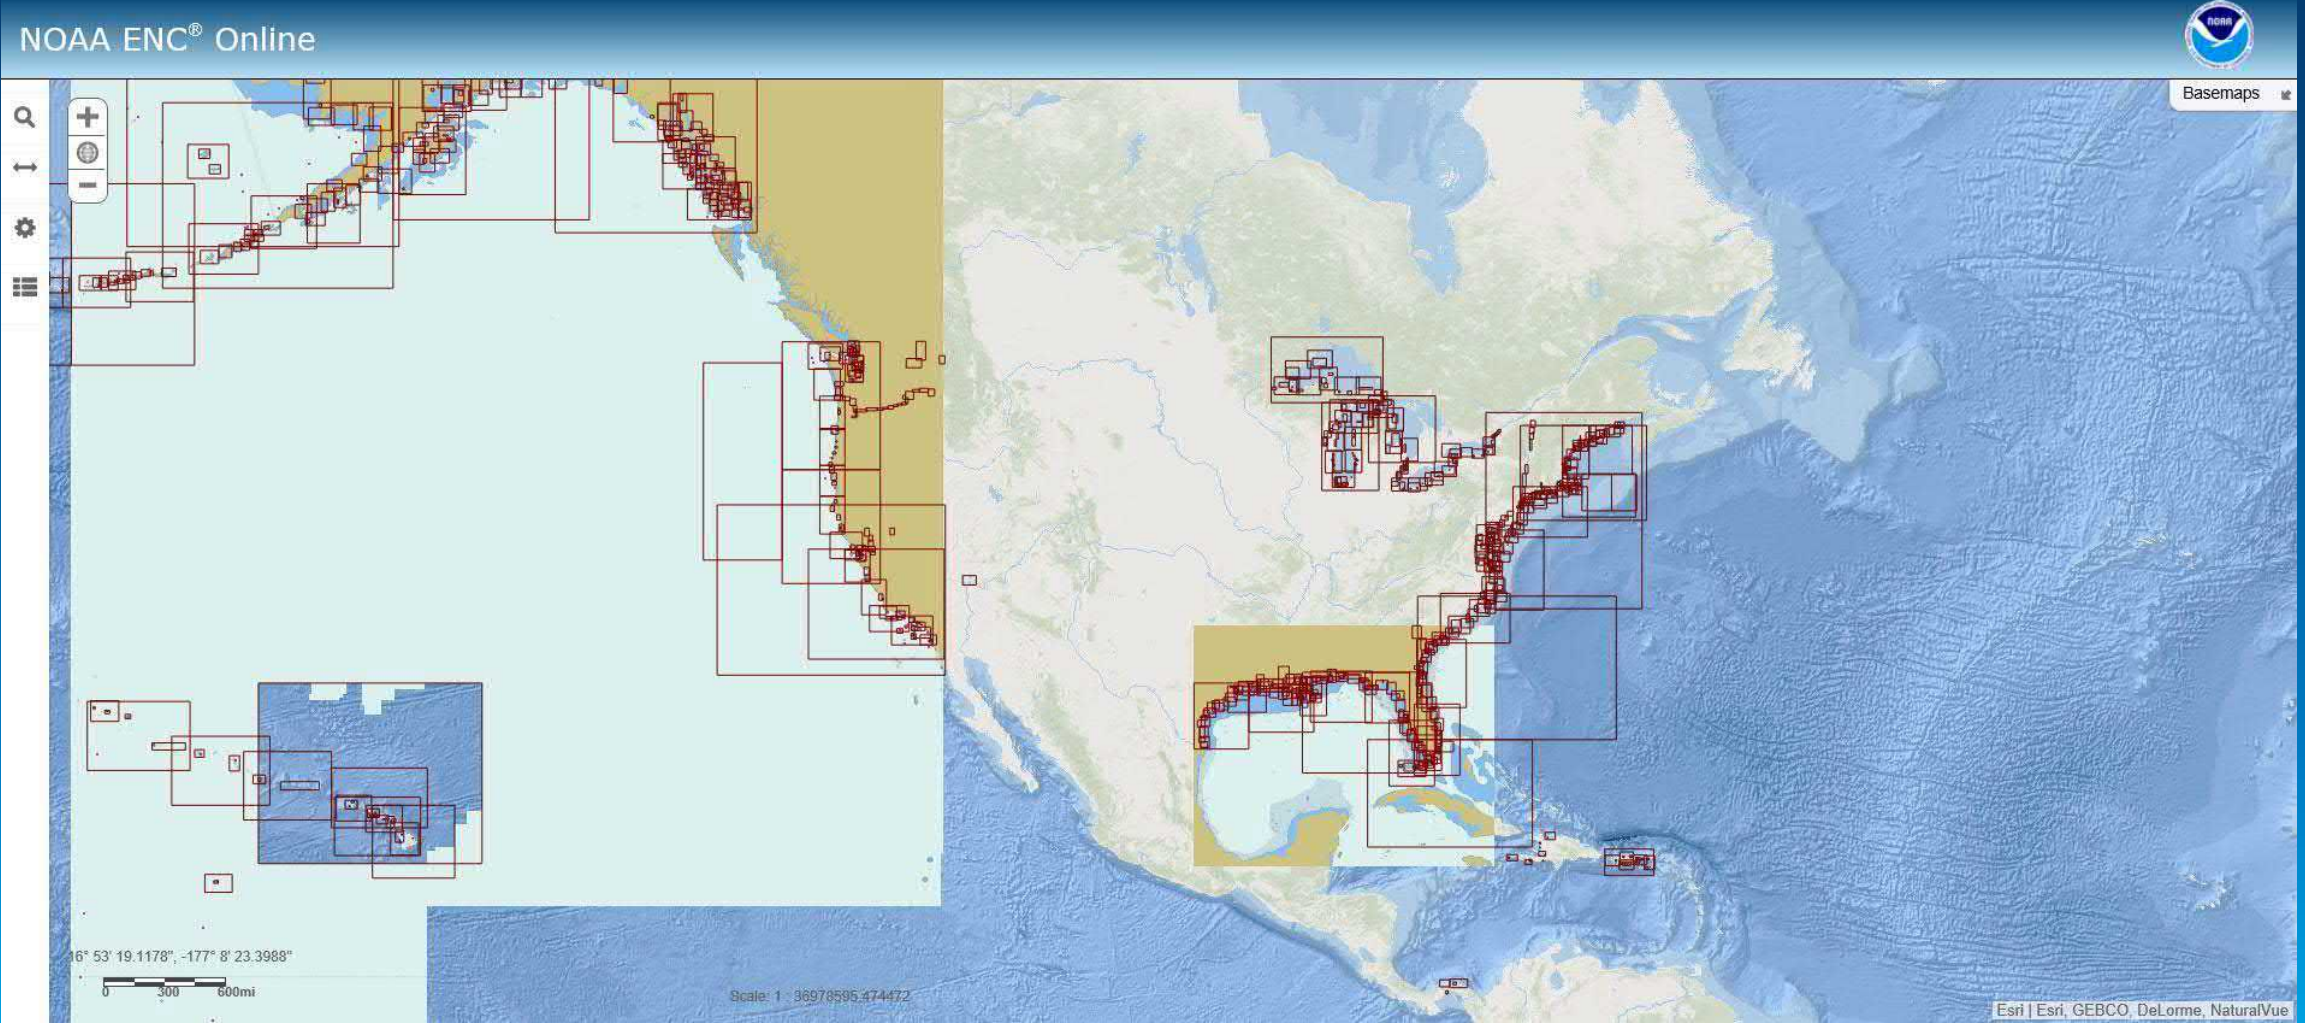 NOAA ENC® Online
NOAA
Basemaps
16° 53' 19.1178", -177° 8' 23.3988"
0 300 600mi
Scale: 1 : 36978595.474472
Esri | Esri, GEBCO, DeLorme, NaturalVue